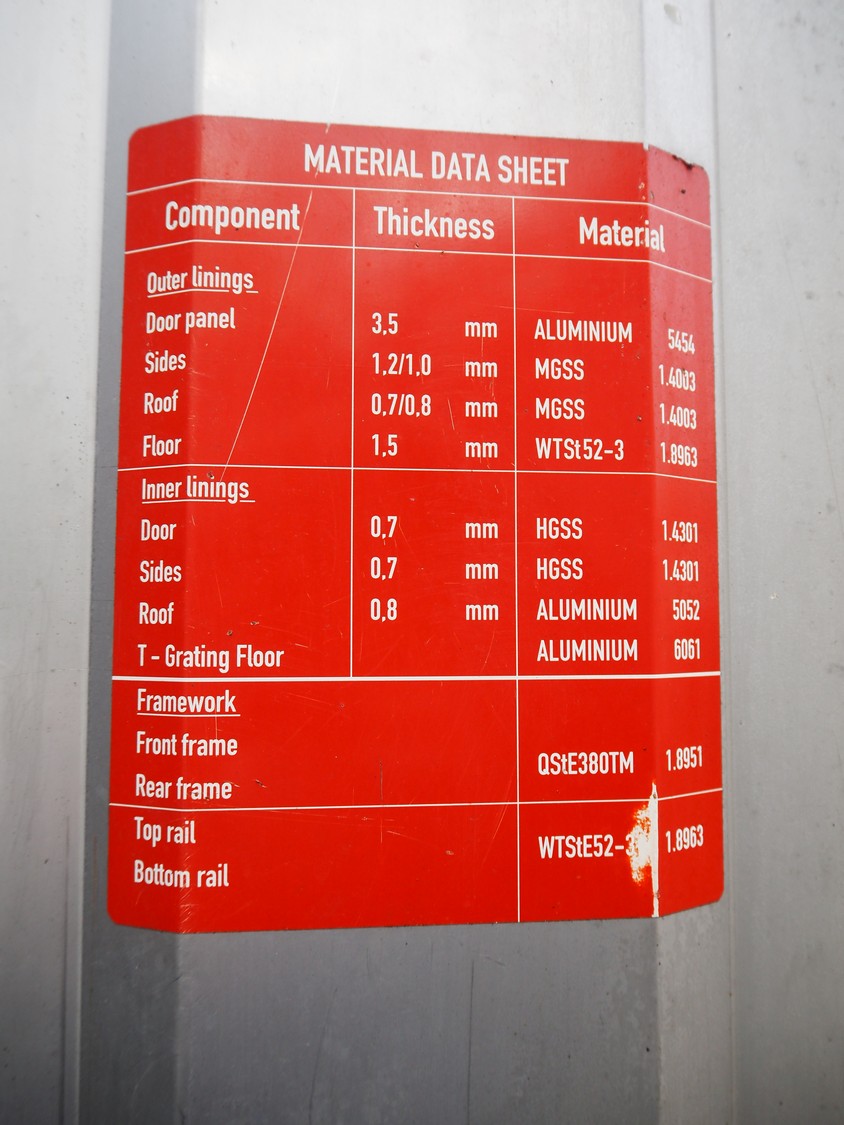 MATERIAL DATA SHEET
Component Thickness Material
Outer linings
Door panel 3,5 mm ALUMINIUM 5454
Sides 1,2/1,0 mm MGSS 1.4003
Roof 0,7/0,8 mm MGSS 1.4003
Floor 1,5 mm WTSt52-3 1.8963
Inner linings
Door 0,7 mm HGSS 1.4301
Sides 0,7 mm HGSS 1.4301
Roof 0,8 mm ALUMINIUM 5052
T - Grating Floor ALUMINIUM 6061
Framework
Front frame
QStE380TM 1.8951
Rear frame
Top rail
WTStE52-3 1.8963
Bottom rail